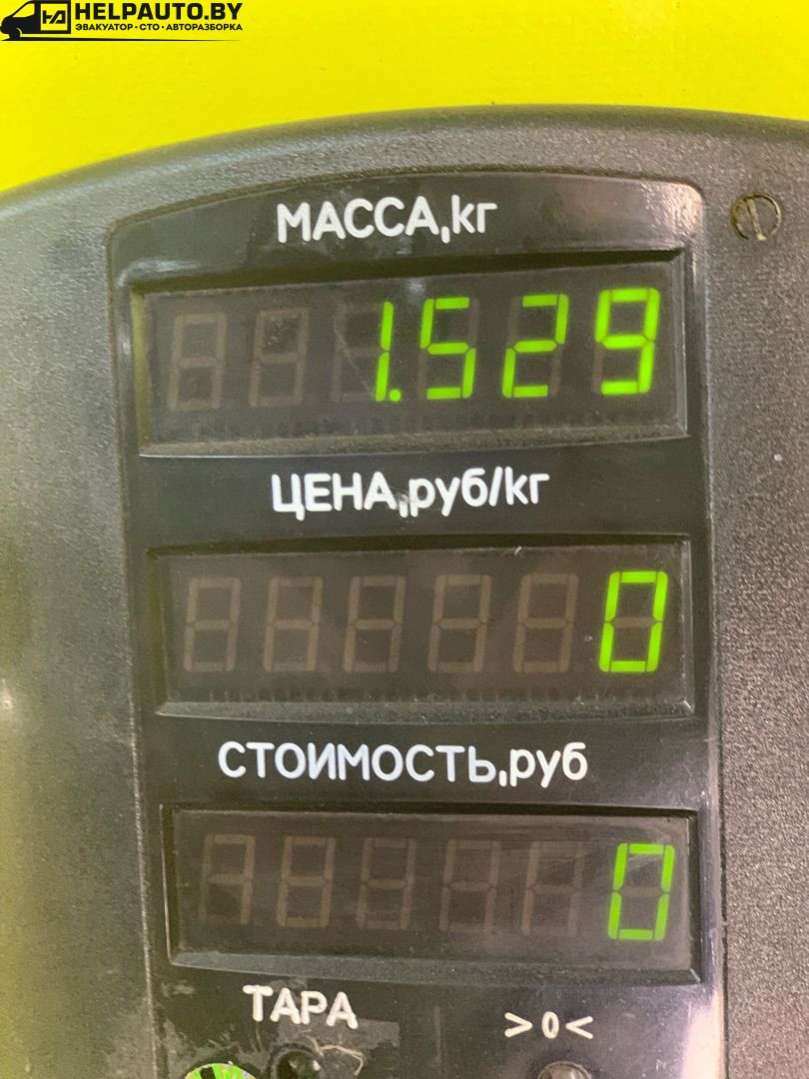 HELPAUTO.BY
ЭВАКУАТОР · СТО · АВТОРАЗБОРКА
МАССА,кг
1.529
ЦЕНА,руб/кг
0
СТОИМОСТЬ,руб
0
ТАРА >0<